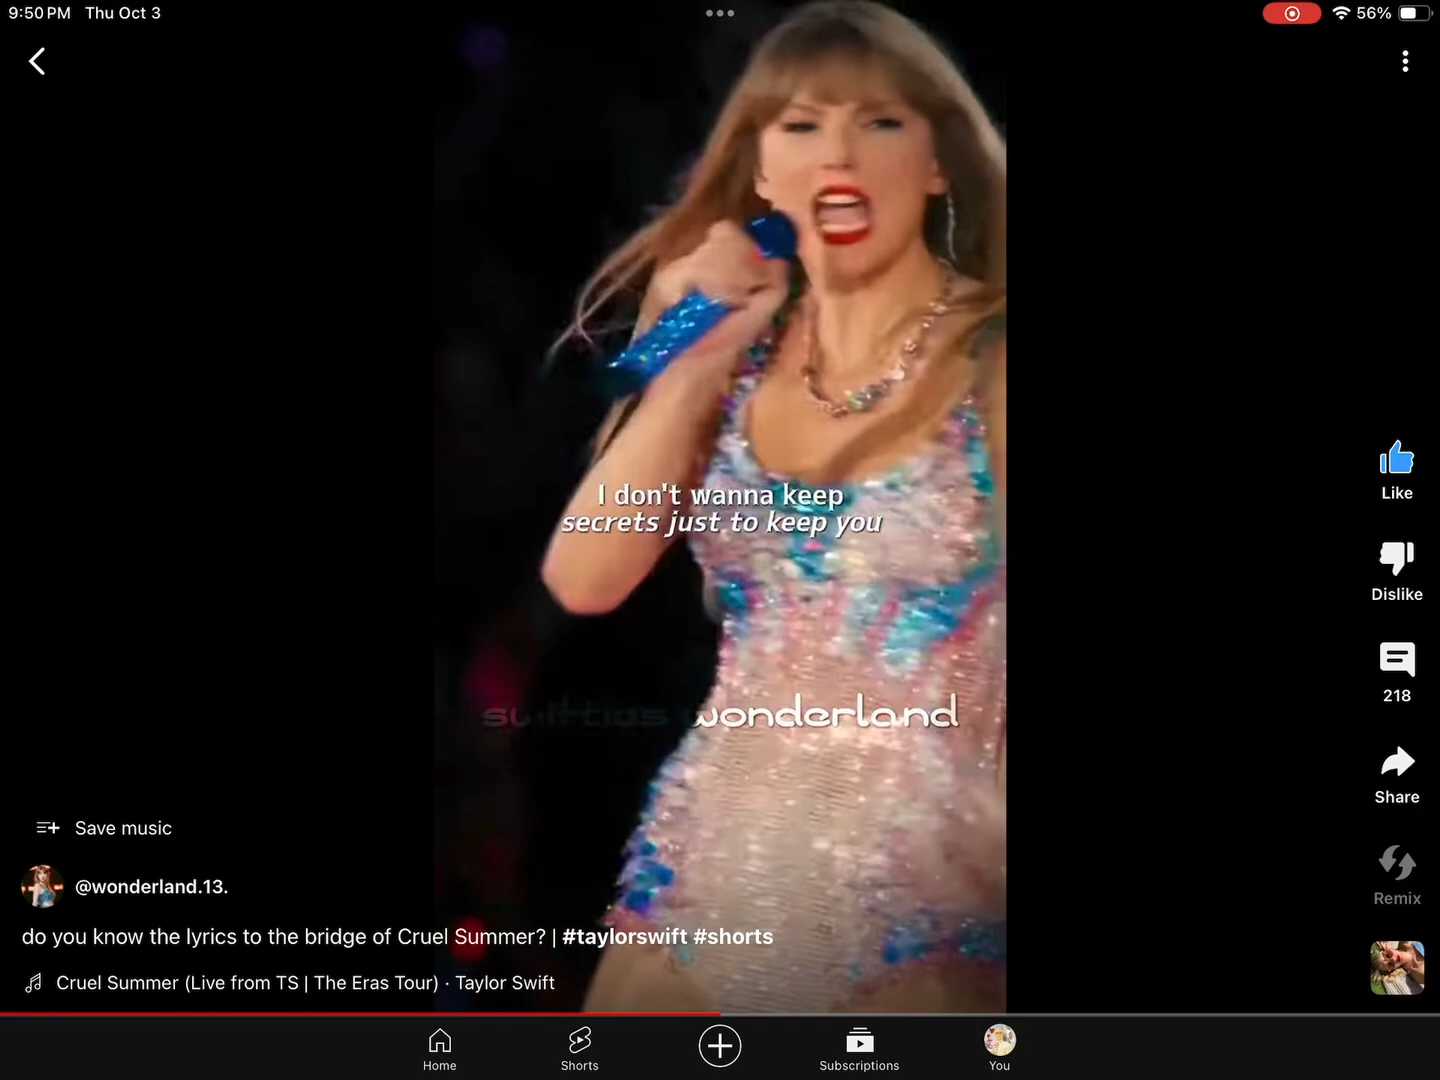 9:50 PM Thu Oct 3
56%
I don't wanna keep
secrets just to keep you
swifties wonderland
Like
Dislike
218
Share
Remix
Save music
@wonderland.13.
do you know the lyrics to the bridge of Cruel Summer? | #taylorswift #shorts
Cruel Summer (Live from TS | The Eras Tour) · Taylor Swift
Home
Shorts
Subscriptions
You